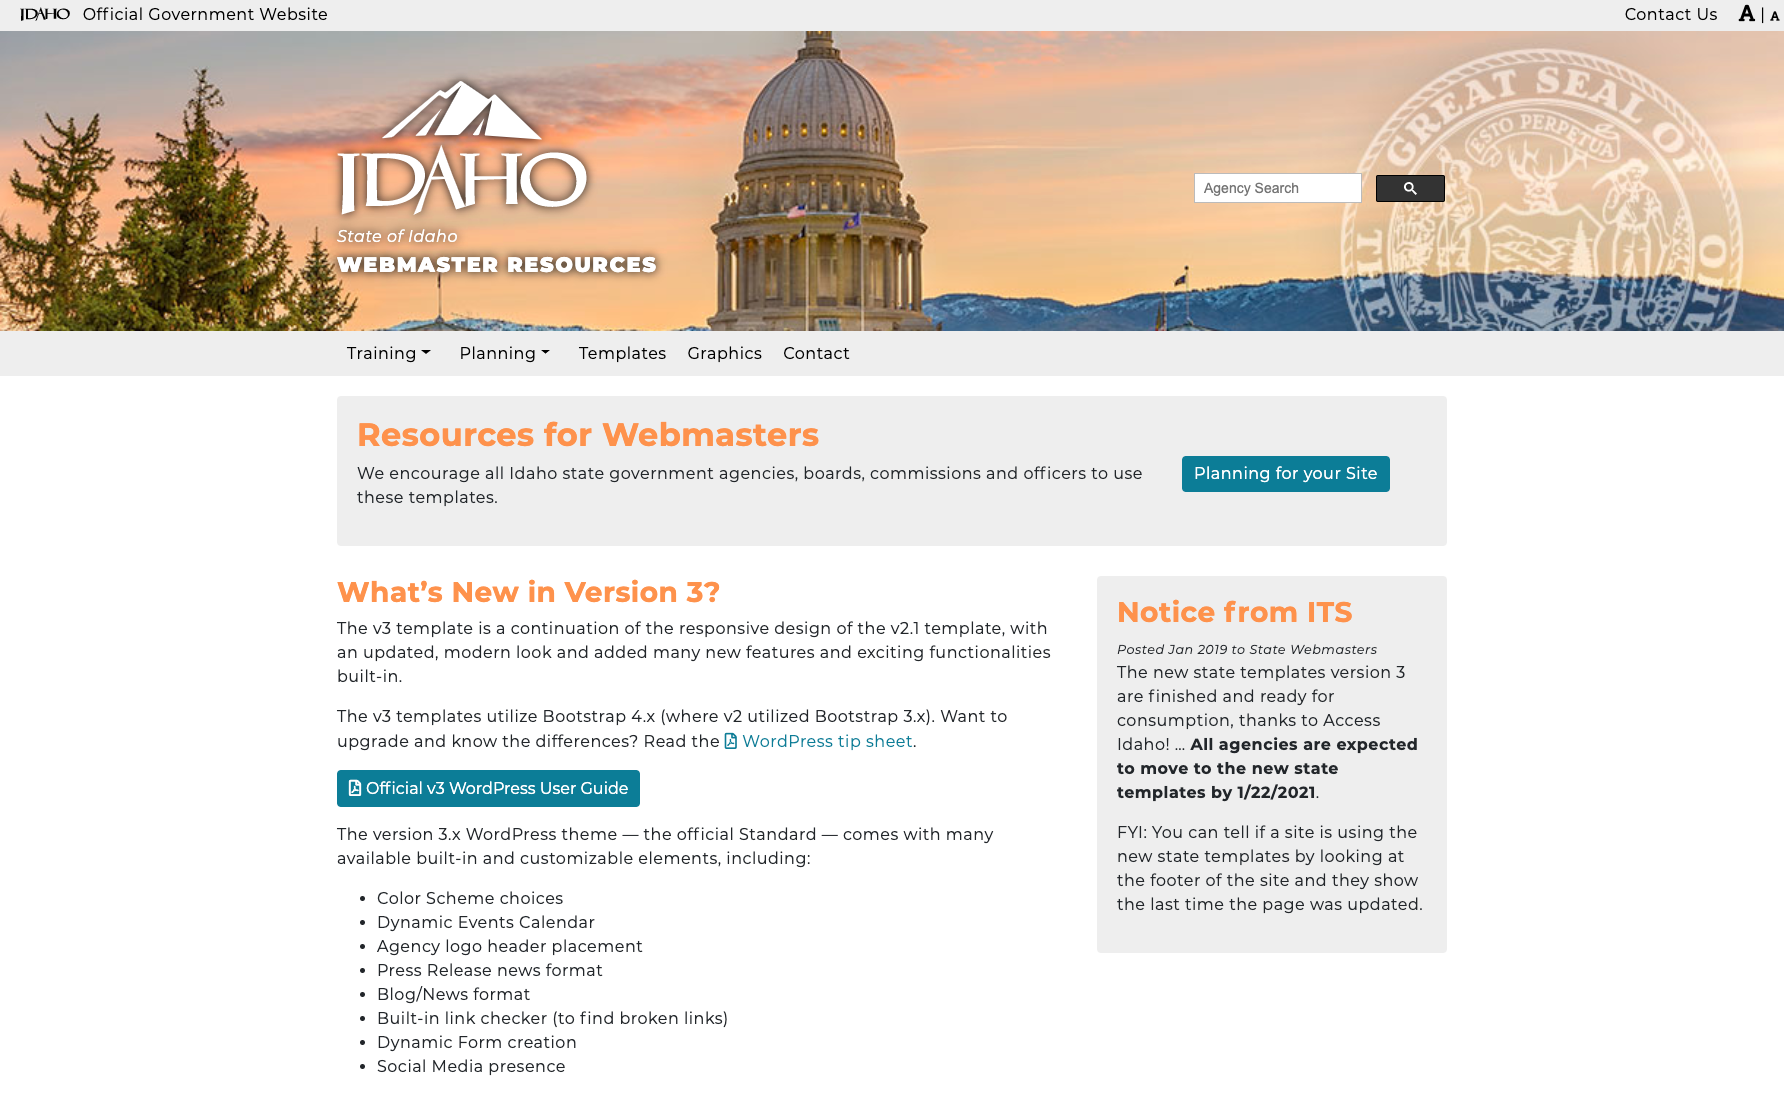 IDAHO Official Government Website
Contact Us A | A
GREAT SEAL OF
ESTO PERPETUA
IDAHO
State of Idaho
WEBMASTER RESOURCES
Agency Search
Training
Planning
Templates
Graphics
Contact
Resources for Webmasters
We encourage all Idaho state government agencies, boards, commissions and officers to use
these templates.
Planning for your Site
What’s New in Version 3?
The v3 template is a continuation of the responsive design of the v2.1 template, with
an updated, modern look and added many new features and exciting functionalities
built-in.
The v3 templates utilize Bootstrap 4.x (where v2 utilized Bootstrap 3.x). Want to
upgrade and know the differences? Read the WordPress tip sheet.
Official v3 WordPress User Guide
The version 3.x WordPress theme — the official Standard — comes with many
available built-in and customizable elements, including:
• Color Scheme choices
• Dynamic Events Calendar
• Agency logo header placement
• Press Release news format
• Blog/News format
• Built-in link checker (to find broken links)
• Dynamic Form creation
• Social Media presence
Notice from ITS
Posted Jan 2019 to State Webmasters
The new state templates version 3
are finished and ready for
consumption, thanks to Access
Idaho! ... All agencies are expected
to move to the new state
templates by 1/22/2021.
FYI: You can tell if a site is using the
new state templates by looking at
the footer of the site and they show
the last time the page was updated.